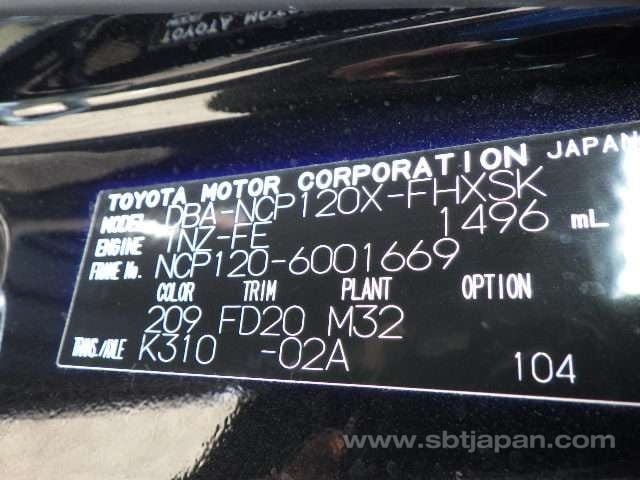 TOYOTA MOTOR CORPORATION JAPAN
MODEL DBA-NCP120X-FHXSK
ENGINE 1NZ-FE 1496 mL
FRAME No. NCP120-6001669
COLOR TRIM PLANT OPTION
209 FD20 M32
TRANS./AXLE K310 -02A 104
www.sbtjapan.com